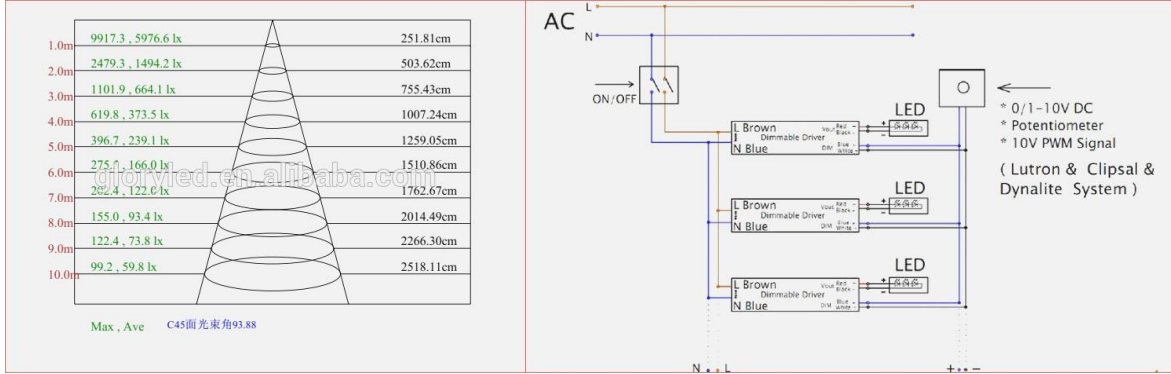 9917.3 , 5976.6 lx 251.81cm
1.0m
2479.3 , 1494.2 lx 503.62cm
2.0m
1101.9 , 664.1 lx 755.43cm
3.0m
619.8 , 373.5 lx 1007.24cm
4.0m
396.7 , 239.1 lx 1259.05cm
5.0m
166.0 lx 1510.86cm
6.0m
gloryled.en.alibaba.com
1762.67cm
7.0m
155.0 , 93.4 lx 2014.49cm
8.0m
122.4 , 73.8 lx 2266.30cm
9.0m
99.2 , 59.8 lx 2518.11cm
10.0m
Max , Ave C45面光束角93.88
AC
L
N
ON/OFF
LED
L Brown
Dimmable Driver
N Blue
Vout Red +
Black -
DIM Blue +
White -
+
−
LED
L Brown
Dimmable Driver
N Blue
Vout Red +
Black -
DIM Blue +
White -
+
−
LED
L Brown
Dimmable Driver
N Blue
Vout Red +
Black -
DIM Blue +
White -
+
−
* 0/1-10V DC
* Potentiometer
* 10V PWM Signal
( Lutron & Clipsal &
Dynalite System )
N L + −